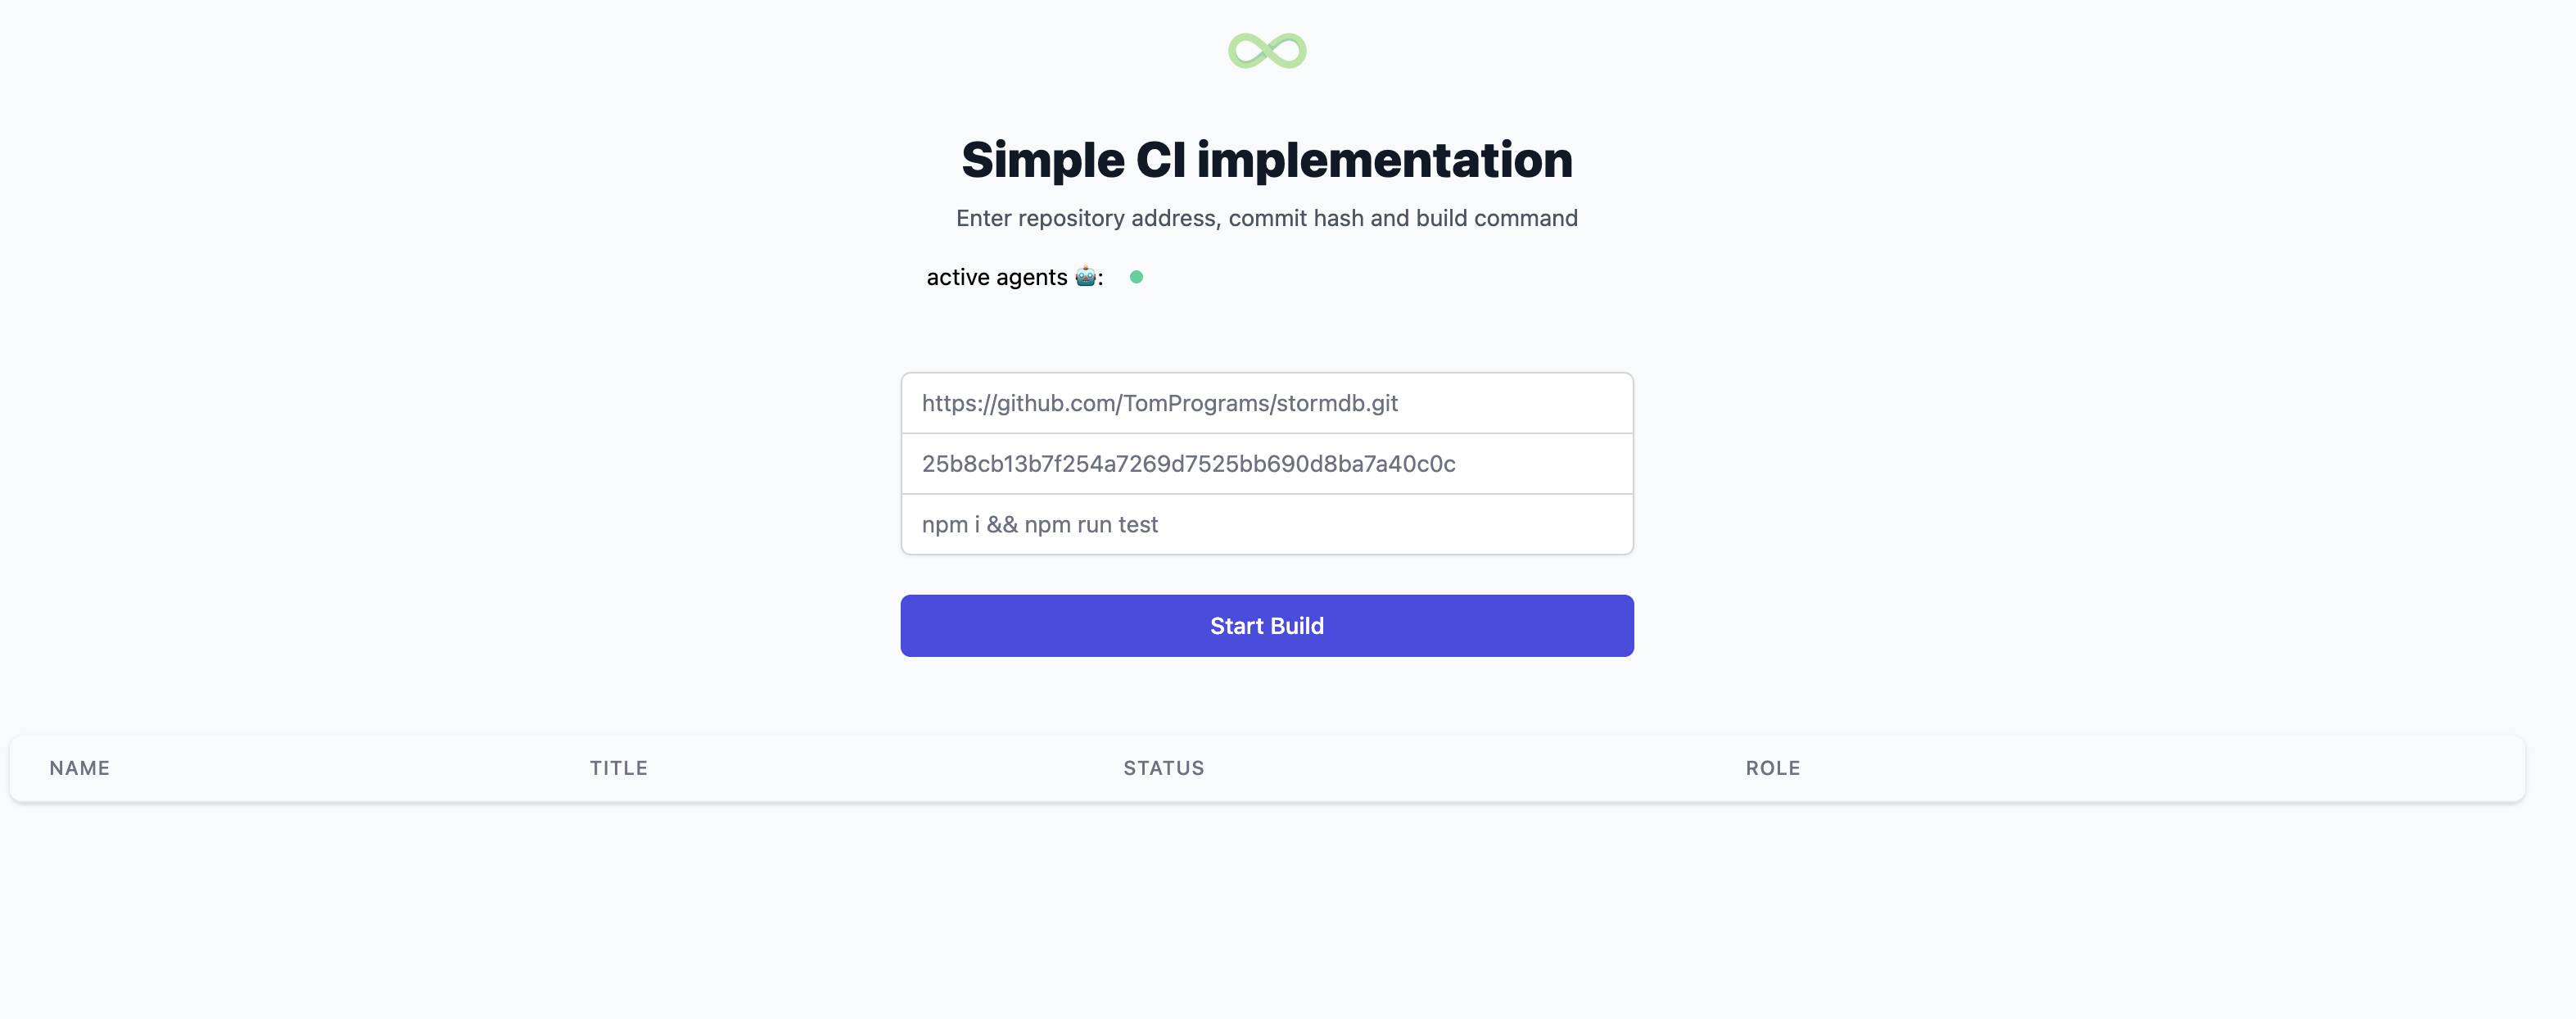 Simple CI implementation
Enter repository address, commit hash and build command
active agents 🤖:
https://github.com/TomPrograms/stormdb.git
25b8cb13b7f254a7269d7525bb690d8ba7a40c0c
npm i && npm run test
Start Build
NAME TITLE STATUS ROLE